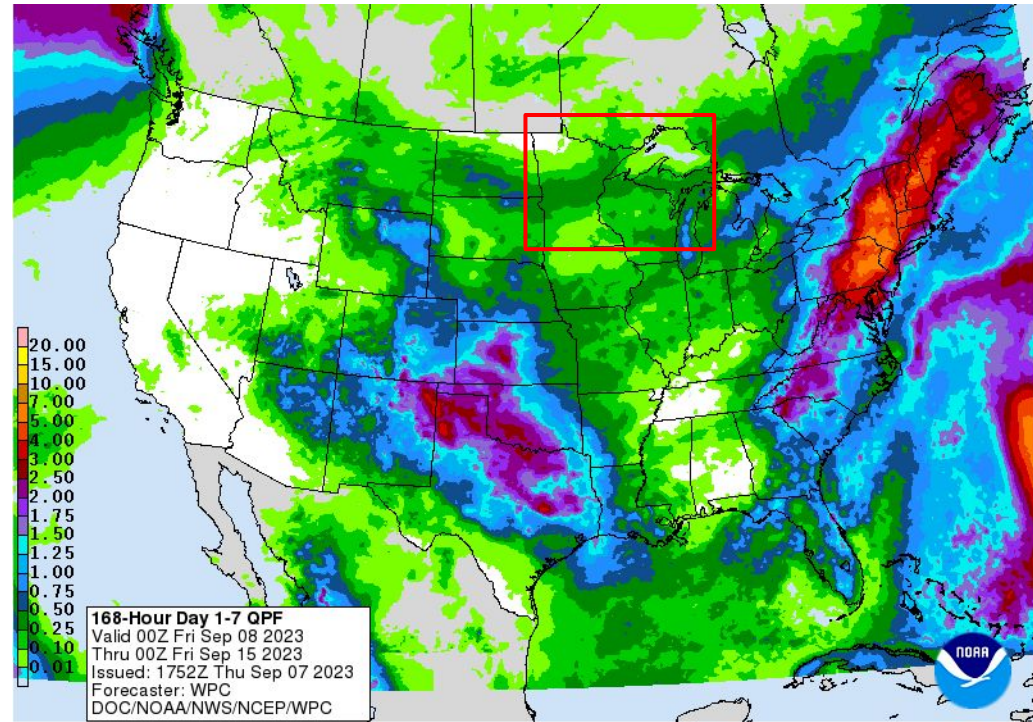 20.00
15.00
10.00
7.00
5.00
4.00
3.00
2.50
2.00
1.75
1.50
1.25
1.00
0.75
0.50
0.25
0.10
0.01
168-Hour Day 1-7 QPF
Valid 00Z Fri Sep 08 2023
Thru 00Z Fri Sep 15 2023
Issued: 1752Z Thu Sep 07 2023
Forecaster: WPC
DOC/NOAA/NWS/NCEP/WPC
NOAA